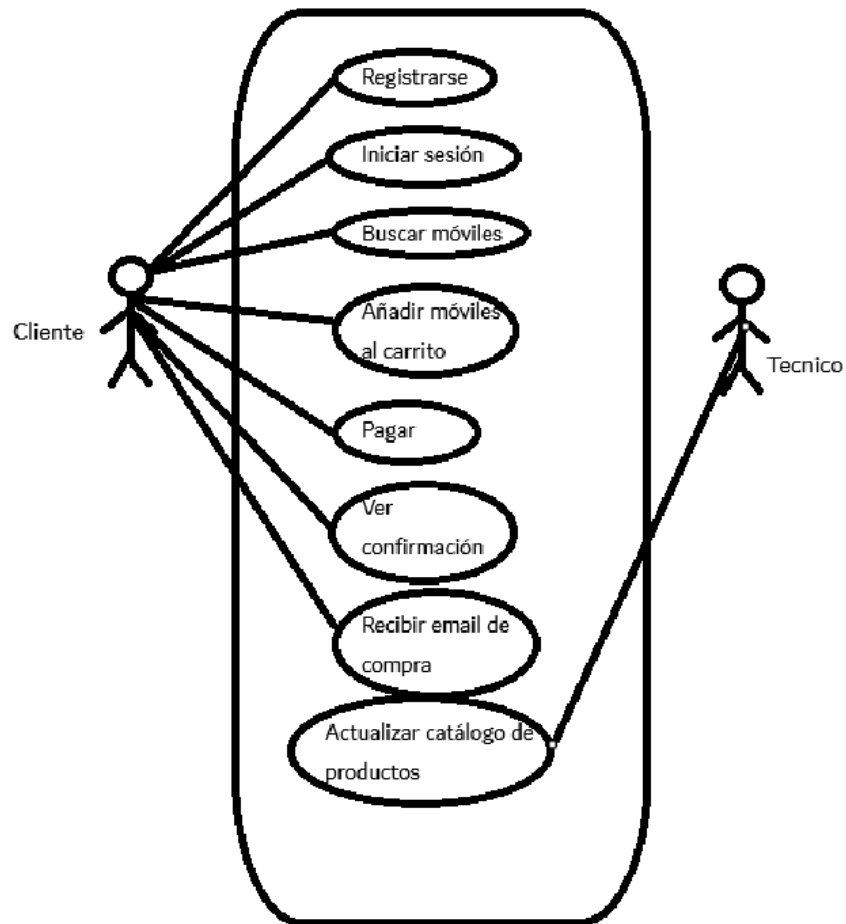 Registrarse
Iniciar sesión
Buscar móviles
Añadir móviles
al carrito
Cliente
Tecnico
Pagar
Ver
confirmación
Recibir email de
compra
Actualizar catálogo de
productos